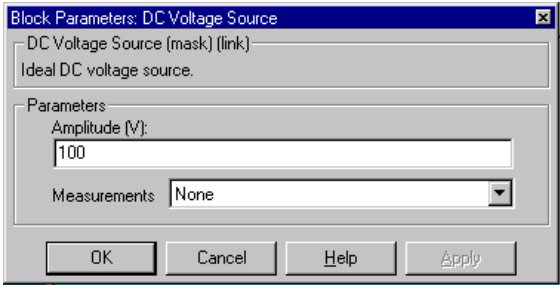 Block Parameters: DC Voltage Source
DC Voltage Source (mask) (link)
Ideal DC voltage source.
Parameters
Amplitude (V):
100
Measurements None
OK Cancel Help Apply